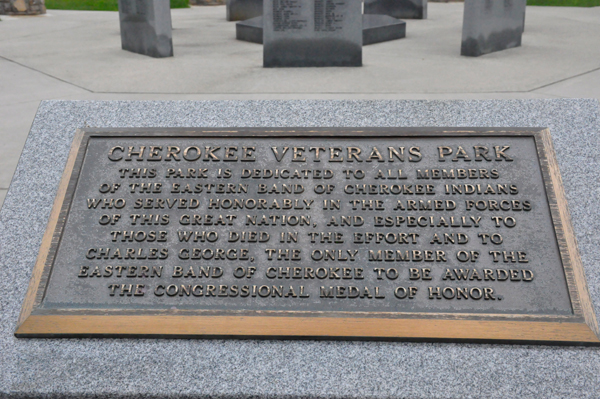 CHEROKEE VETERANS PARK
THIS PARK IS DEDICATED TO ALL MEMBERS
OF THE EASTERN BAND OF CHEROKEE INDIANS
WHO SERVED HONORABLY IN THE ARMED FORCES
OF THIS GREAT NATION, AND ESPECIALLY TO
THOSE WHO DIED IN THE EFFORT AND TO
CHARLES GEORGE, THE ONLY MEMBER OF THE
EASTERN BAND OF CHEROKEE TO BE AWARDED
THE CONGRESSIONAL MEDAL OF HONOR.